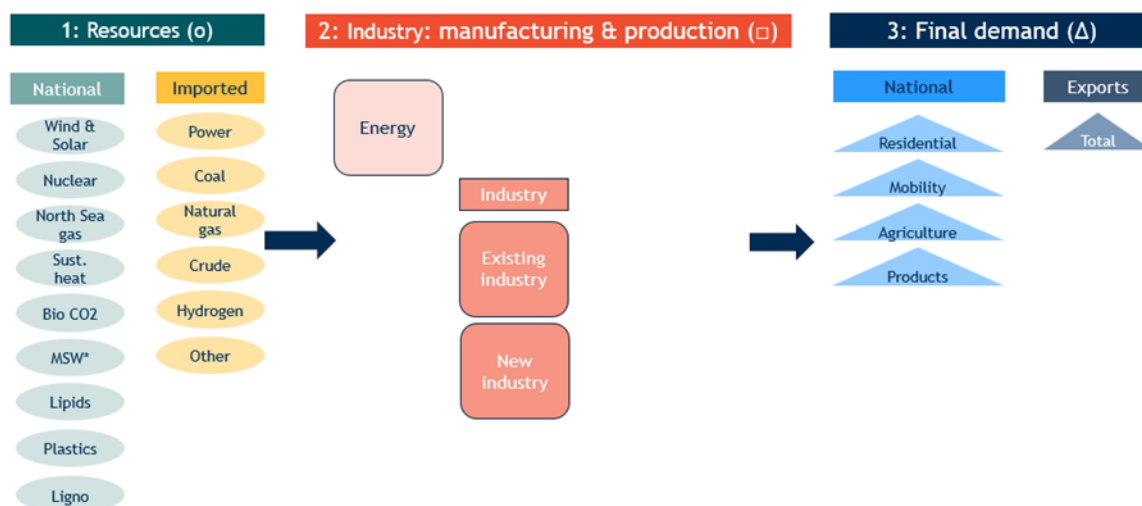 1: Resources (o)
National
Wind &
Solar
Nuclear
North Sea
gas
Sust.
heat
Bio CO2
MSW*
Lipids
Plastics
Ligno
Imported
Power
Coal
Natural
gas
Crude
Hydrogen
Other
2: Industry: manufacturing & production (□)
Energy
Industry
Existing
industry
New
industry
3: Final demand (Δ)
National
Residential
Mobility
Agriculture
Products
Exports
Total